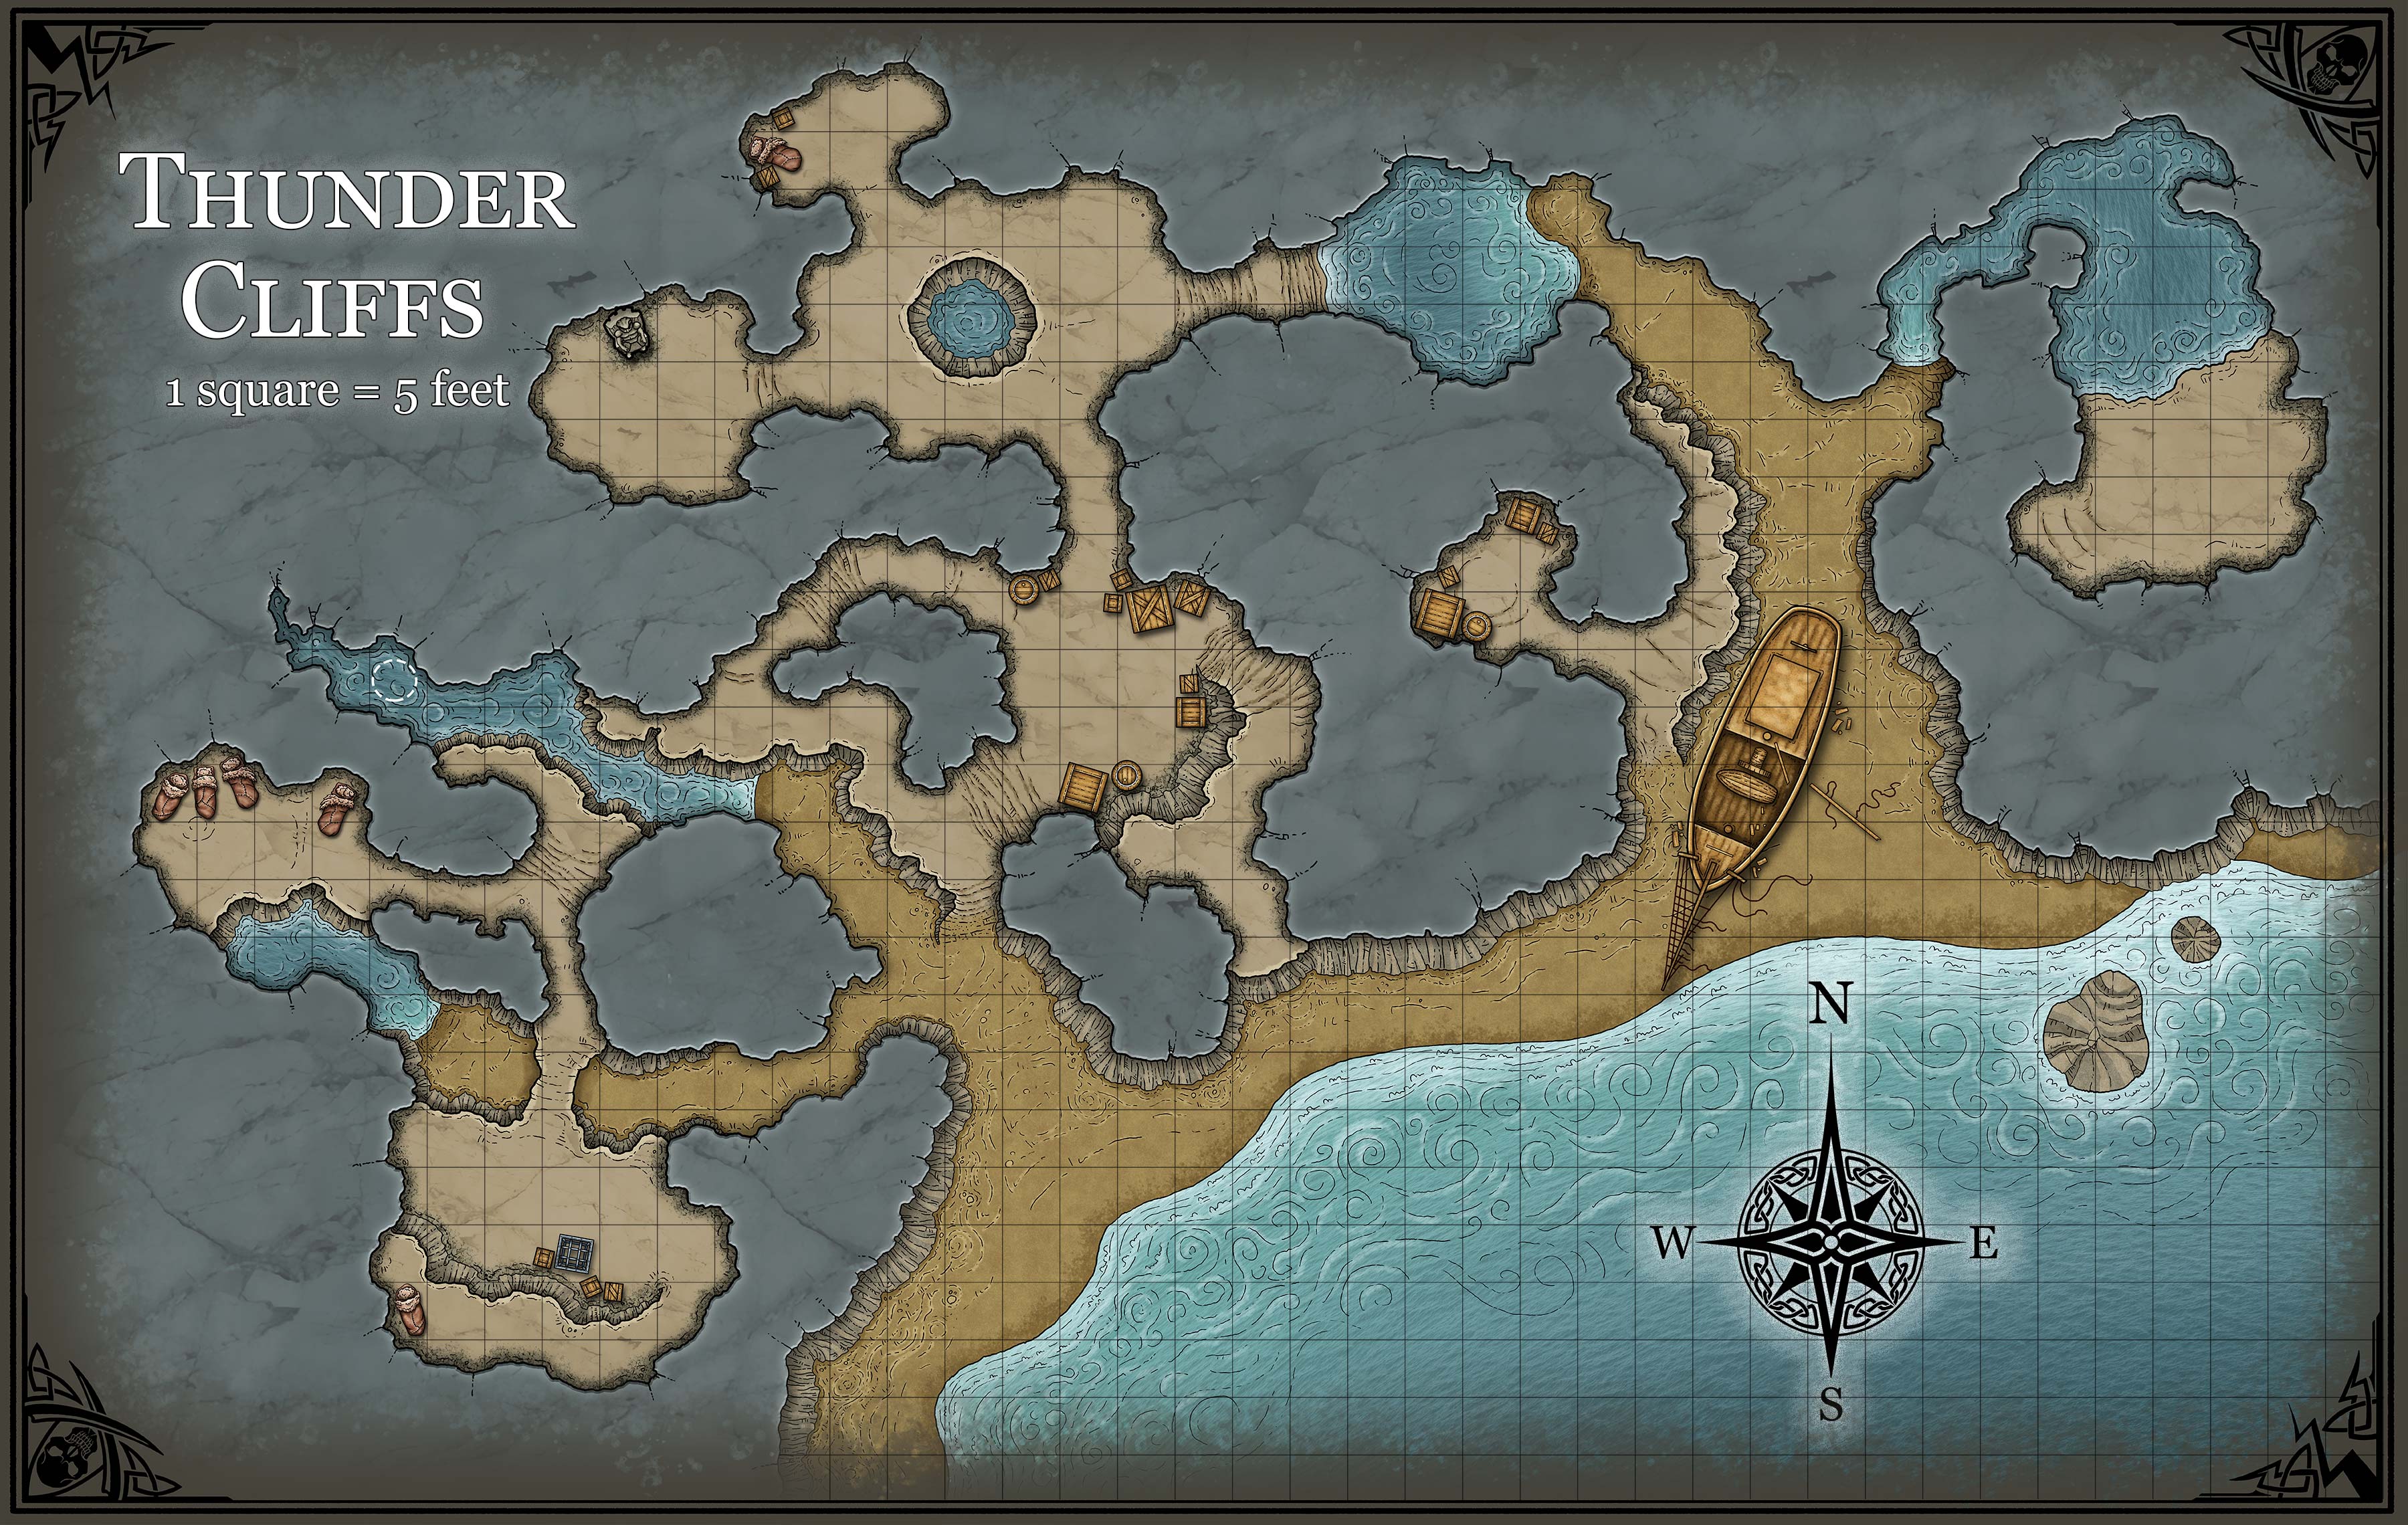 THUNDER
CLIFFS
1 square = 5 feet
N
W E
S